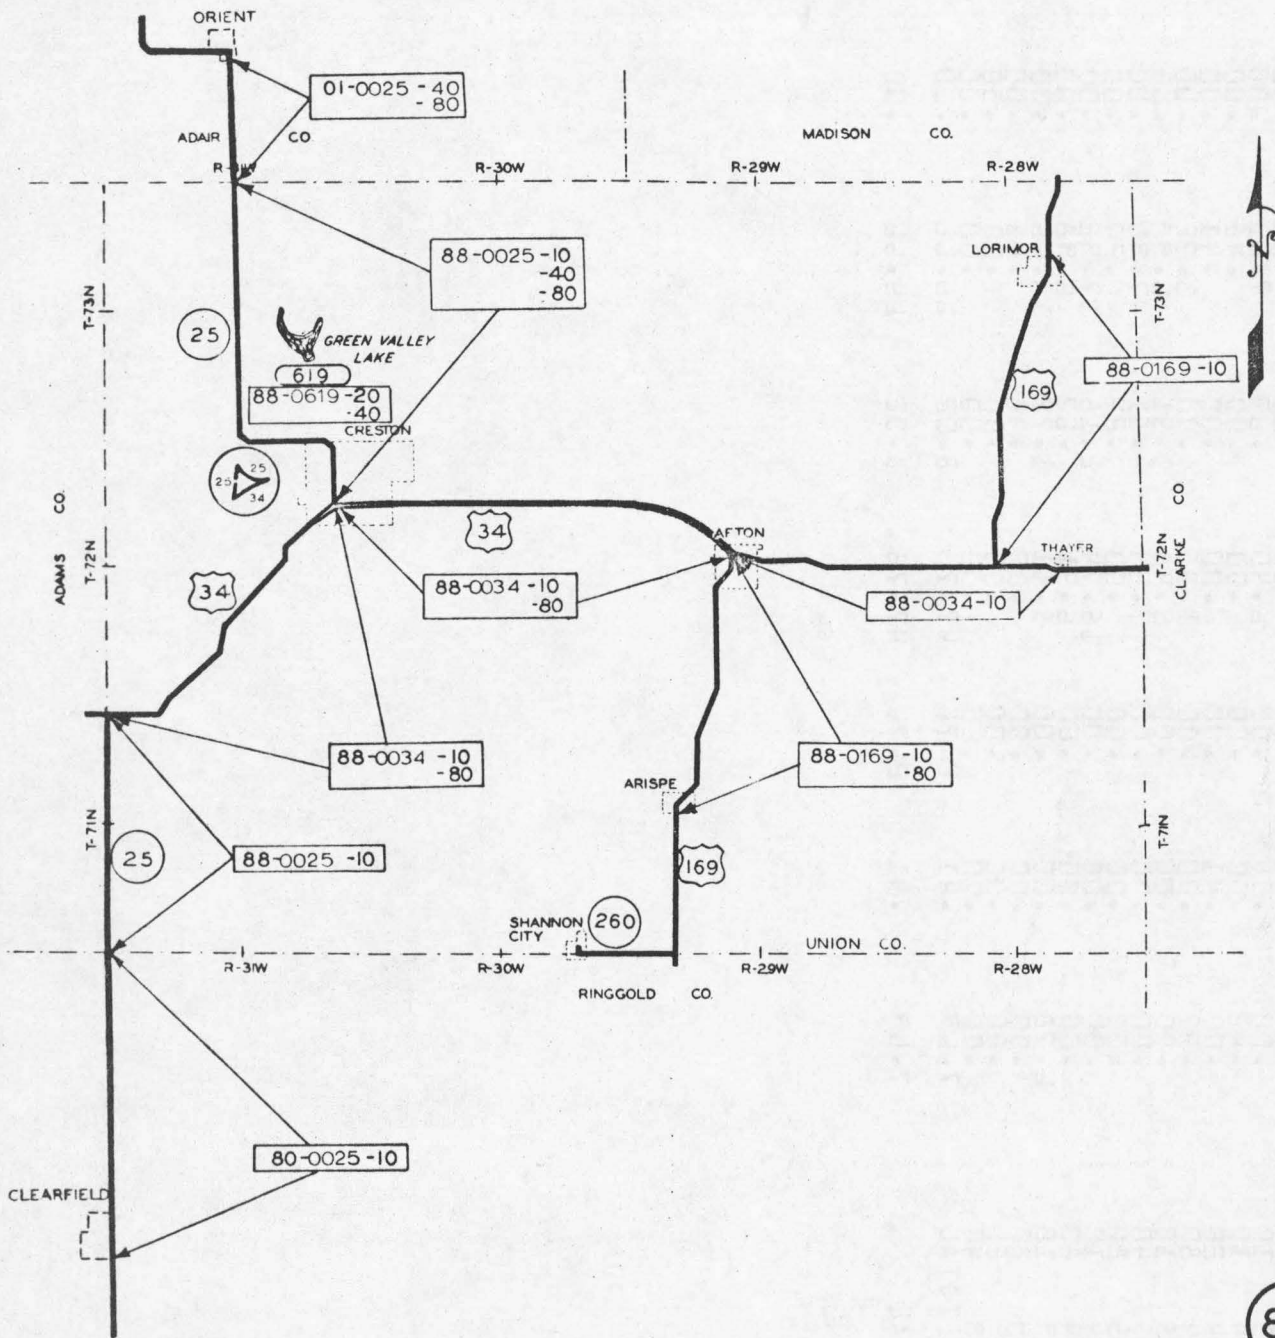 ORIENT
01-0025 -40
-80
ADAIR CO.
MADISON CO.
R-30W
R-29W
R-28W
88-0025 -10
-40
-80
LORIMOR
T-73N
T-73N
25
GREEN VALLEY
LAKE
619
88-0619 -20
-40
88-0169 -10
169
CRESTON
25
25
34
34
ADAMS CO.
T-72N
AFTON
THAYER
T-72N
CLARKE CO
34
88-0034 -10
-80
88-0034-10
88-0034 -10
-80
88-0169 -10
-80
ARISPE
T-71N
T-71N
25
88-0025 -10
169
SHANNON
CITY
260
UNION CO.
R-31W
R-30W
R-29W
R-28W
RINGGOLD CO.
80-0025 -10
CLEARFIELD